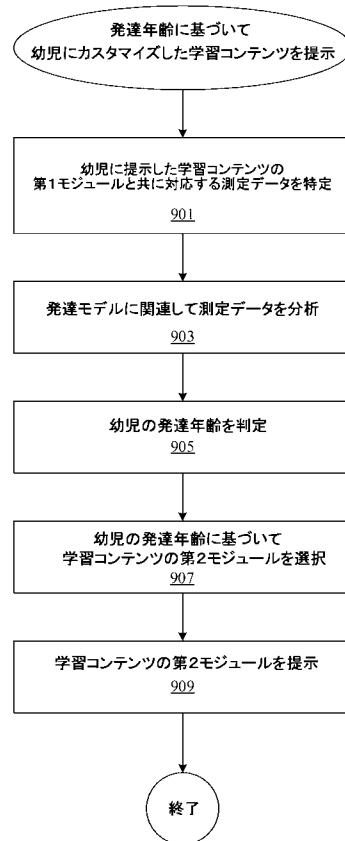 発達年齢に基づいて
幼児にカスタマイズした学習コンテンツを提示
幼児に提示した学習コンテンツの
第1モジュールと共に対応する測定データを特定
901
発達モデルに関連して測定データを分析
903
幼児の発達年齢を判定
905
幼児の発達年齢に基づいて
学習コンテンツの第2モジュールを選択
907
学習コンテンツの第2モジュールを提示
909
終了